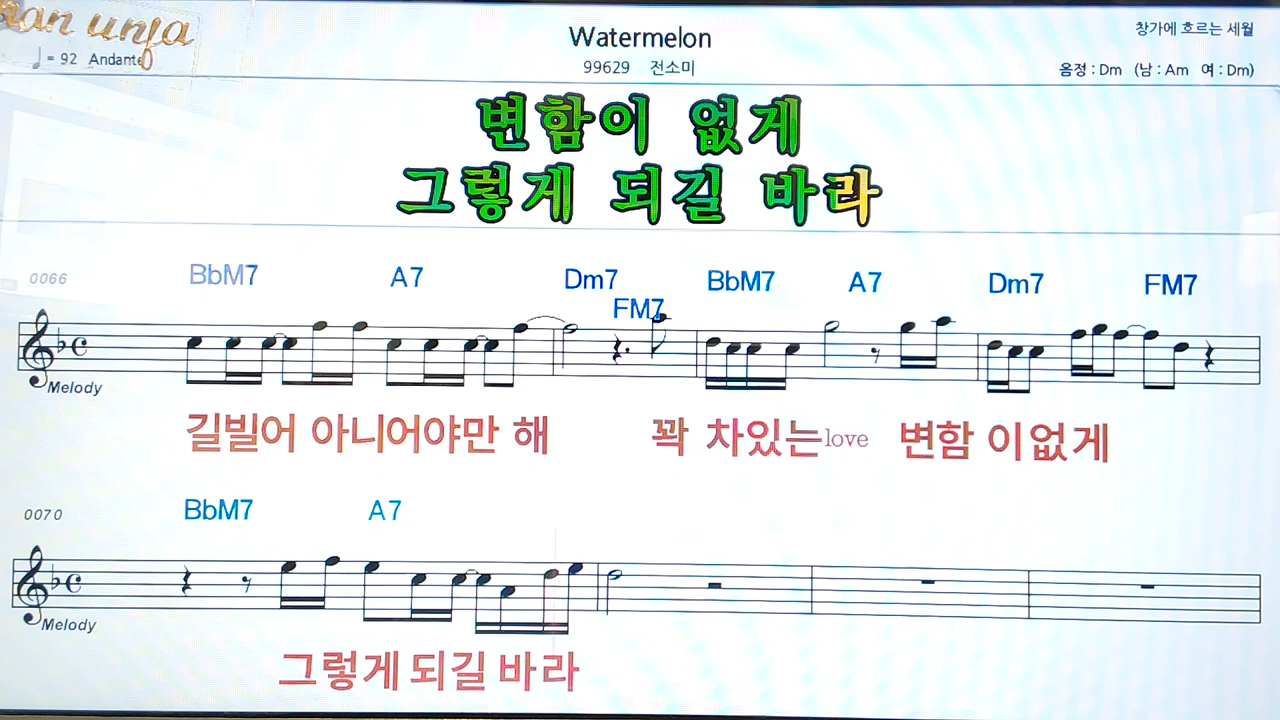 Watermelon
창가에 흐르는 세월
= 92 Andante
99629 전소미
음정 : Dm (남 : Am 여 : Dm)
변함이 없게
그렇게 되길 바라
0066 BbM7 A7 Dm7 FM7 BbM7 A7 Dm7 FM7
Melody
길빌어 아니어야만 해 꽉 차있는love 변함 이없게
0070 BbM7 A7
Melody
그렇게 되길 바라